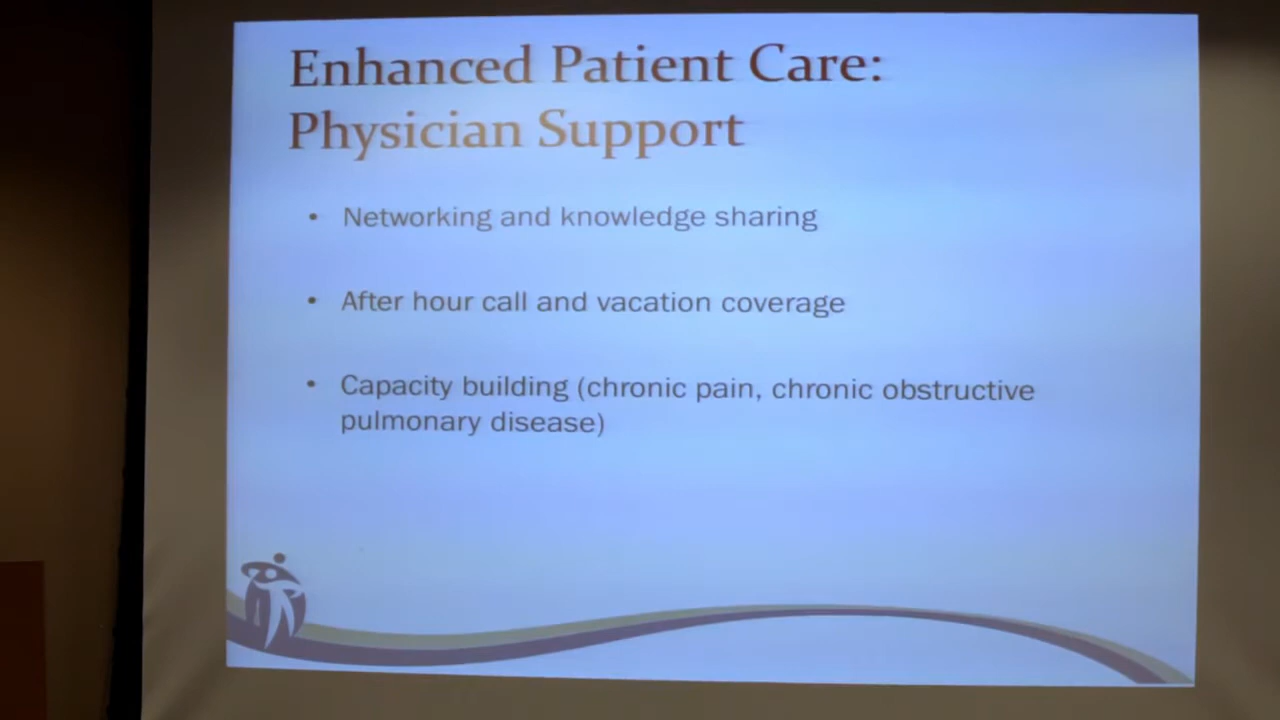 Enhanced Patient Care:
Physician Support
• Networking and knowledge sharing
• After hour call and vacation coverage
• Capacity building (chronic pain, chronic obstructive
pulmonary disease)